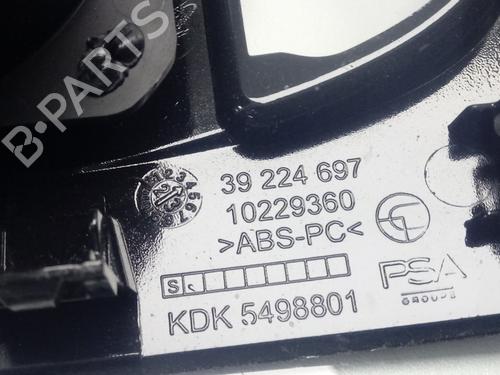 B-PARTS
39 224 697
10229360
>ABS-PC<
S
PSA
GROUPE
KDK 5498801